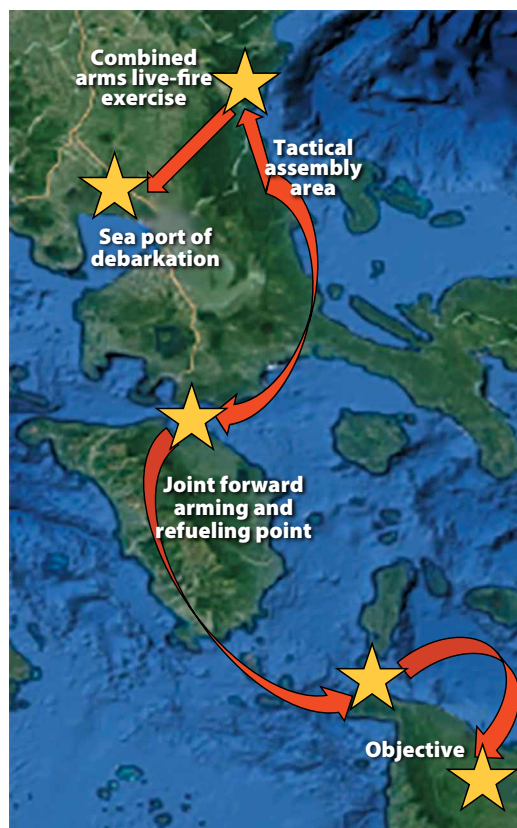 Combined
arms live-fire
exercise
Tactical
assembly
area
Sea port of
debarkation
Joint forward
arming and
refueling point
Objective